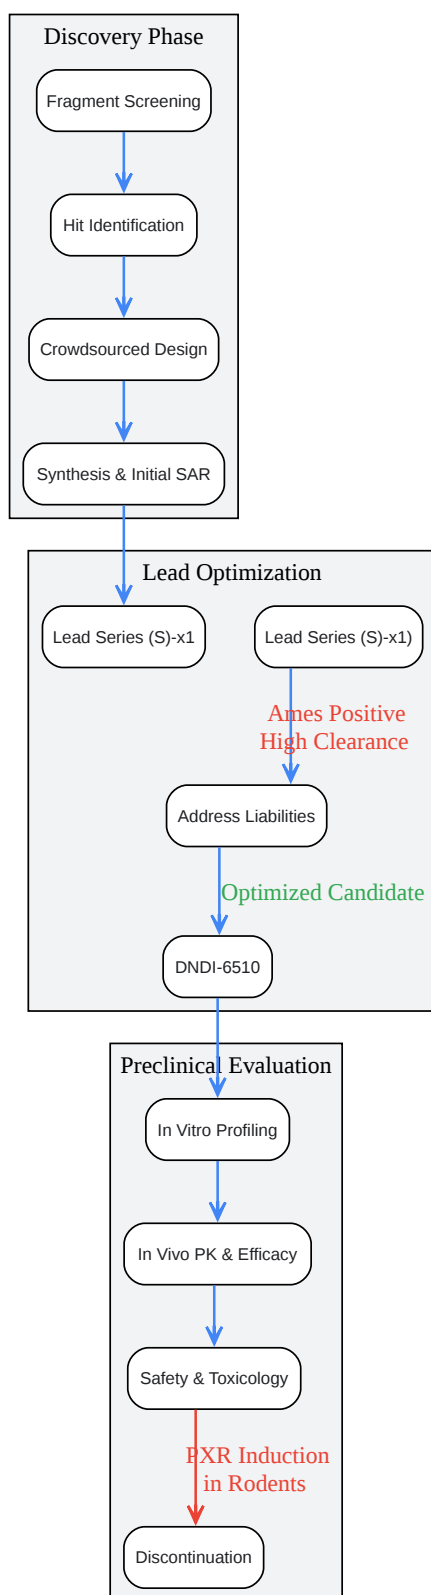 Discovery Phase
Fragment Screening
Hit Identification
Crowdsourced Design
Synthesis & Initial SAR
Lead Optimization
Lead Series (S)-x1
Lead Series (S)-x1)
Ames Positive
High Clearance
Address Liabilities
Optimized Candidate
DNDI-6510
Preclinical Evaluation
In Vitro Profiling
In Vivo PK & Efficacy
Safety & Toxicology
PXR Induction
in Rodents
Discontinuation